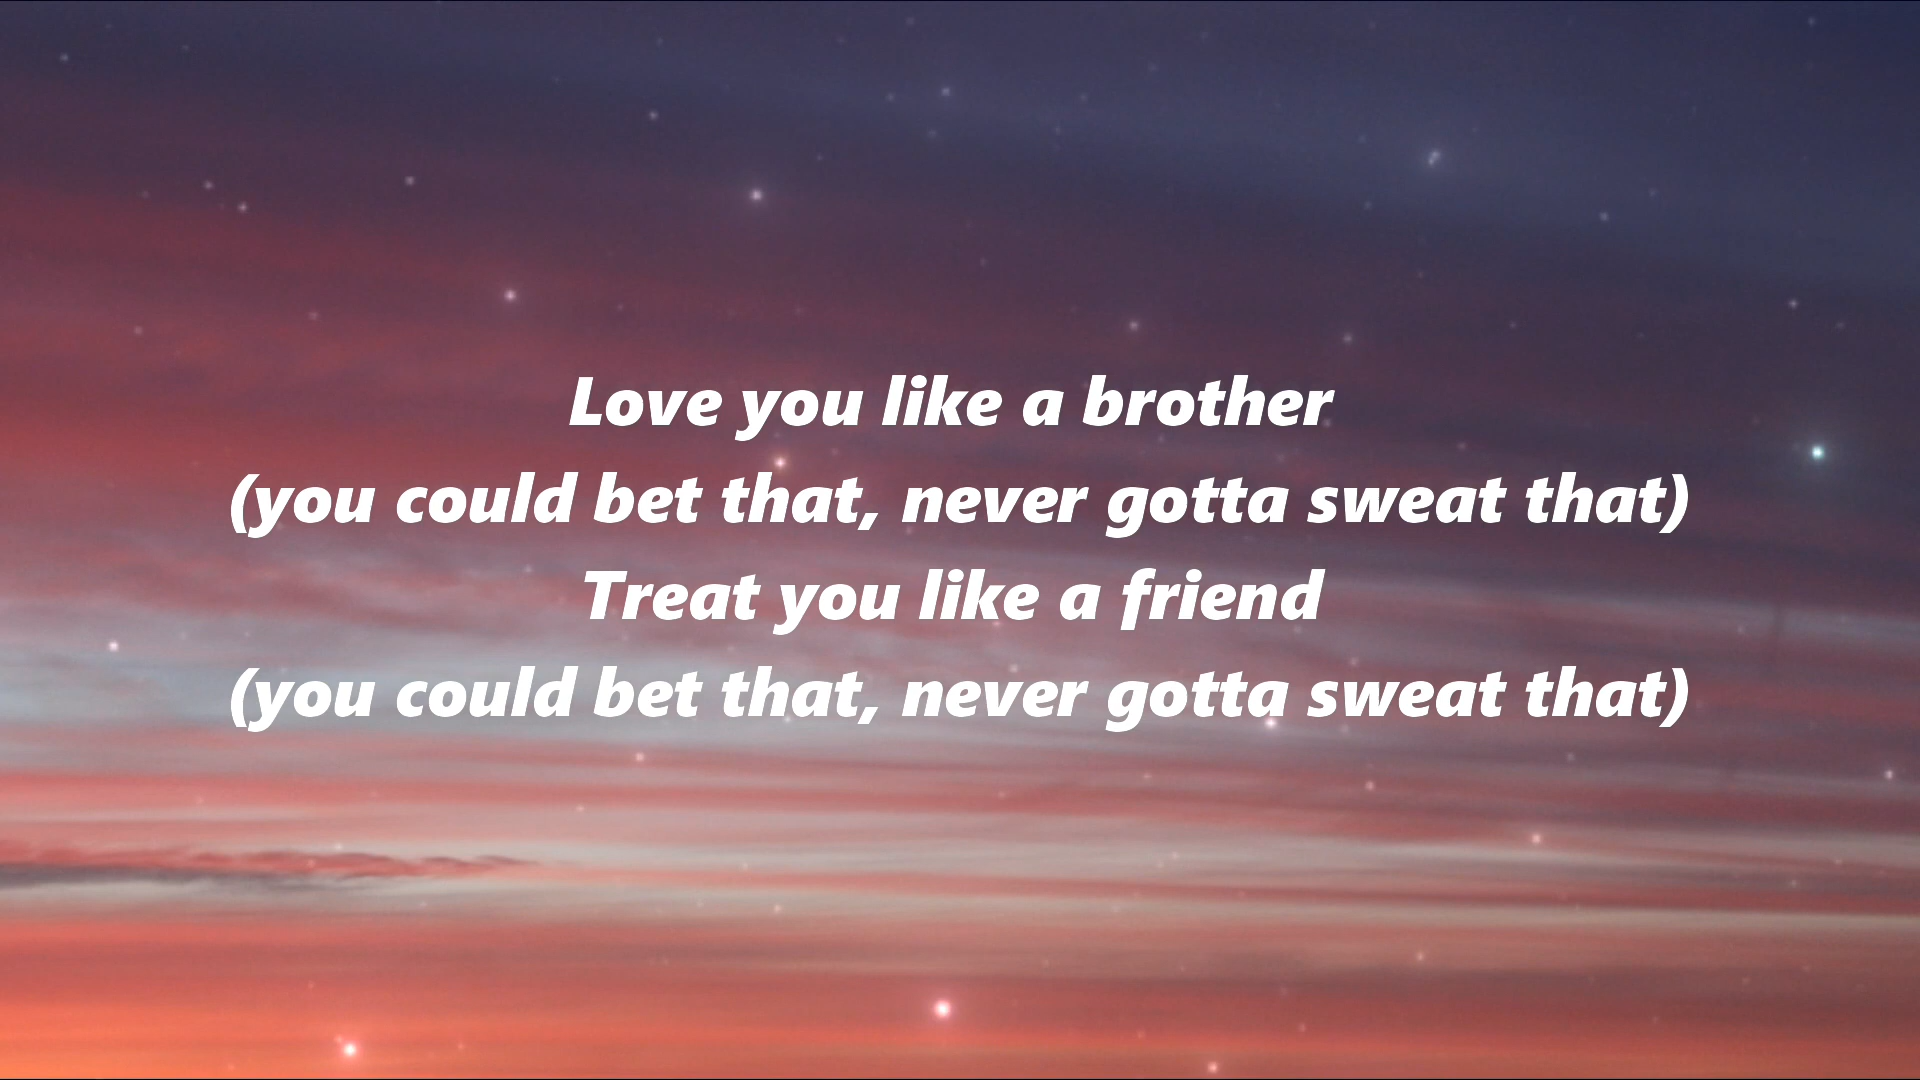 Love you like a brother
(you could bet that, never gotta sweat that)
Treat you like a friend
(you could bet that, never gotta sweat that)